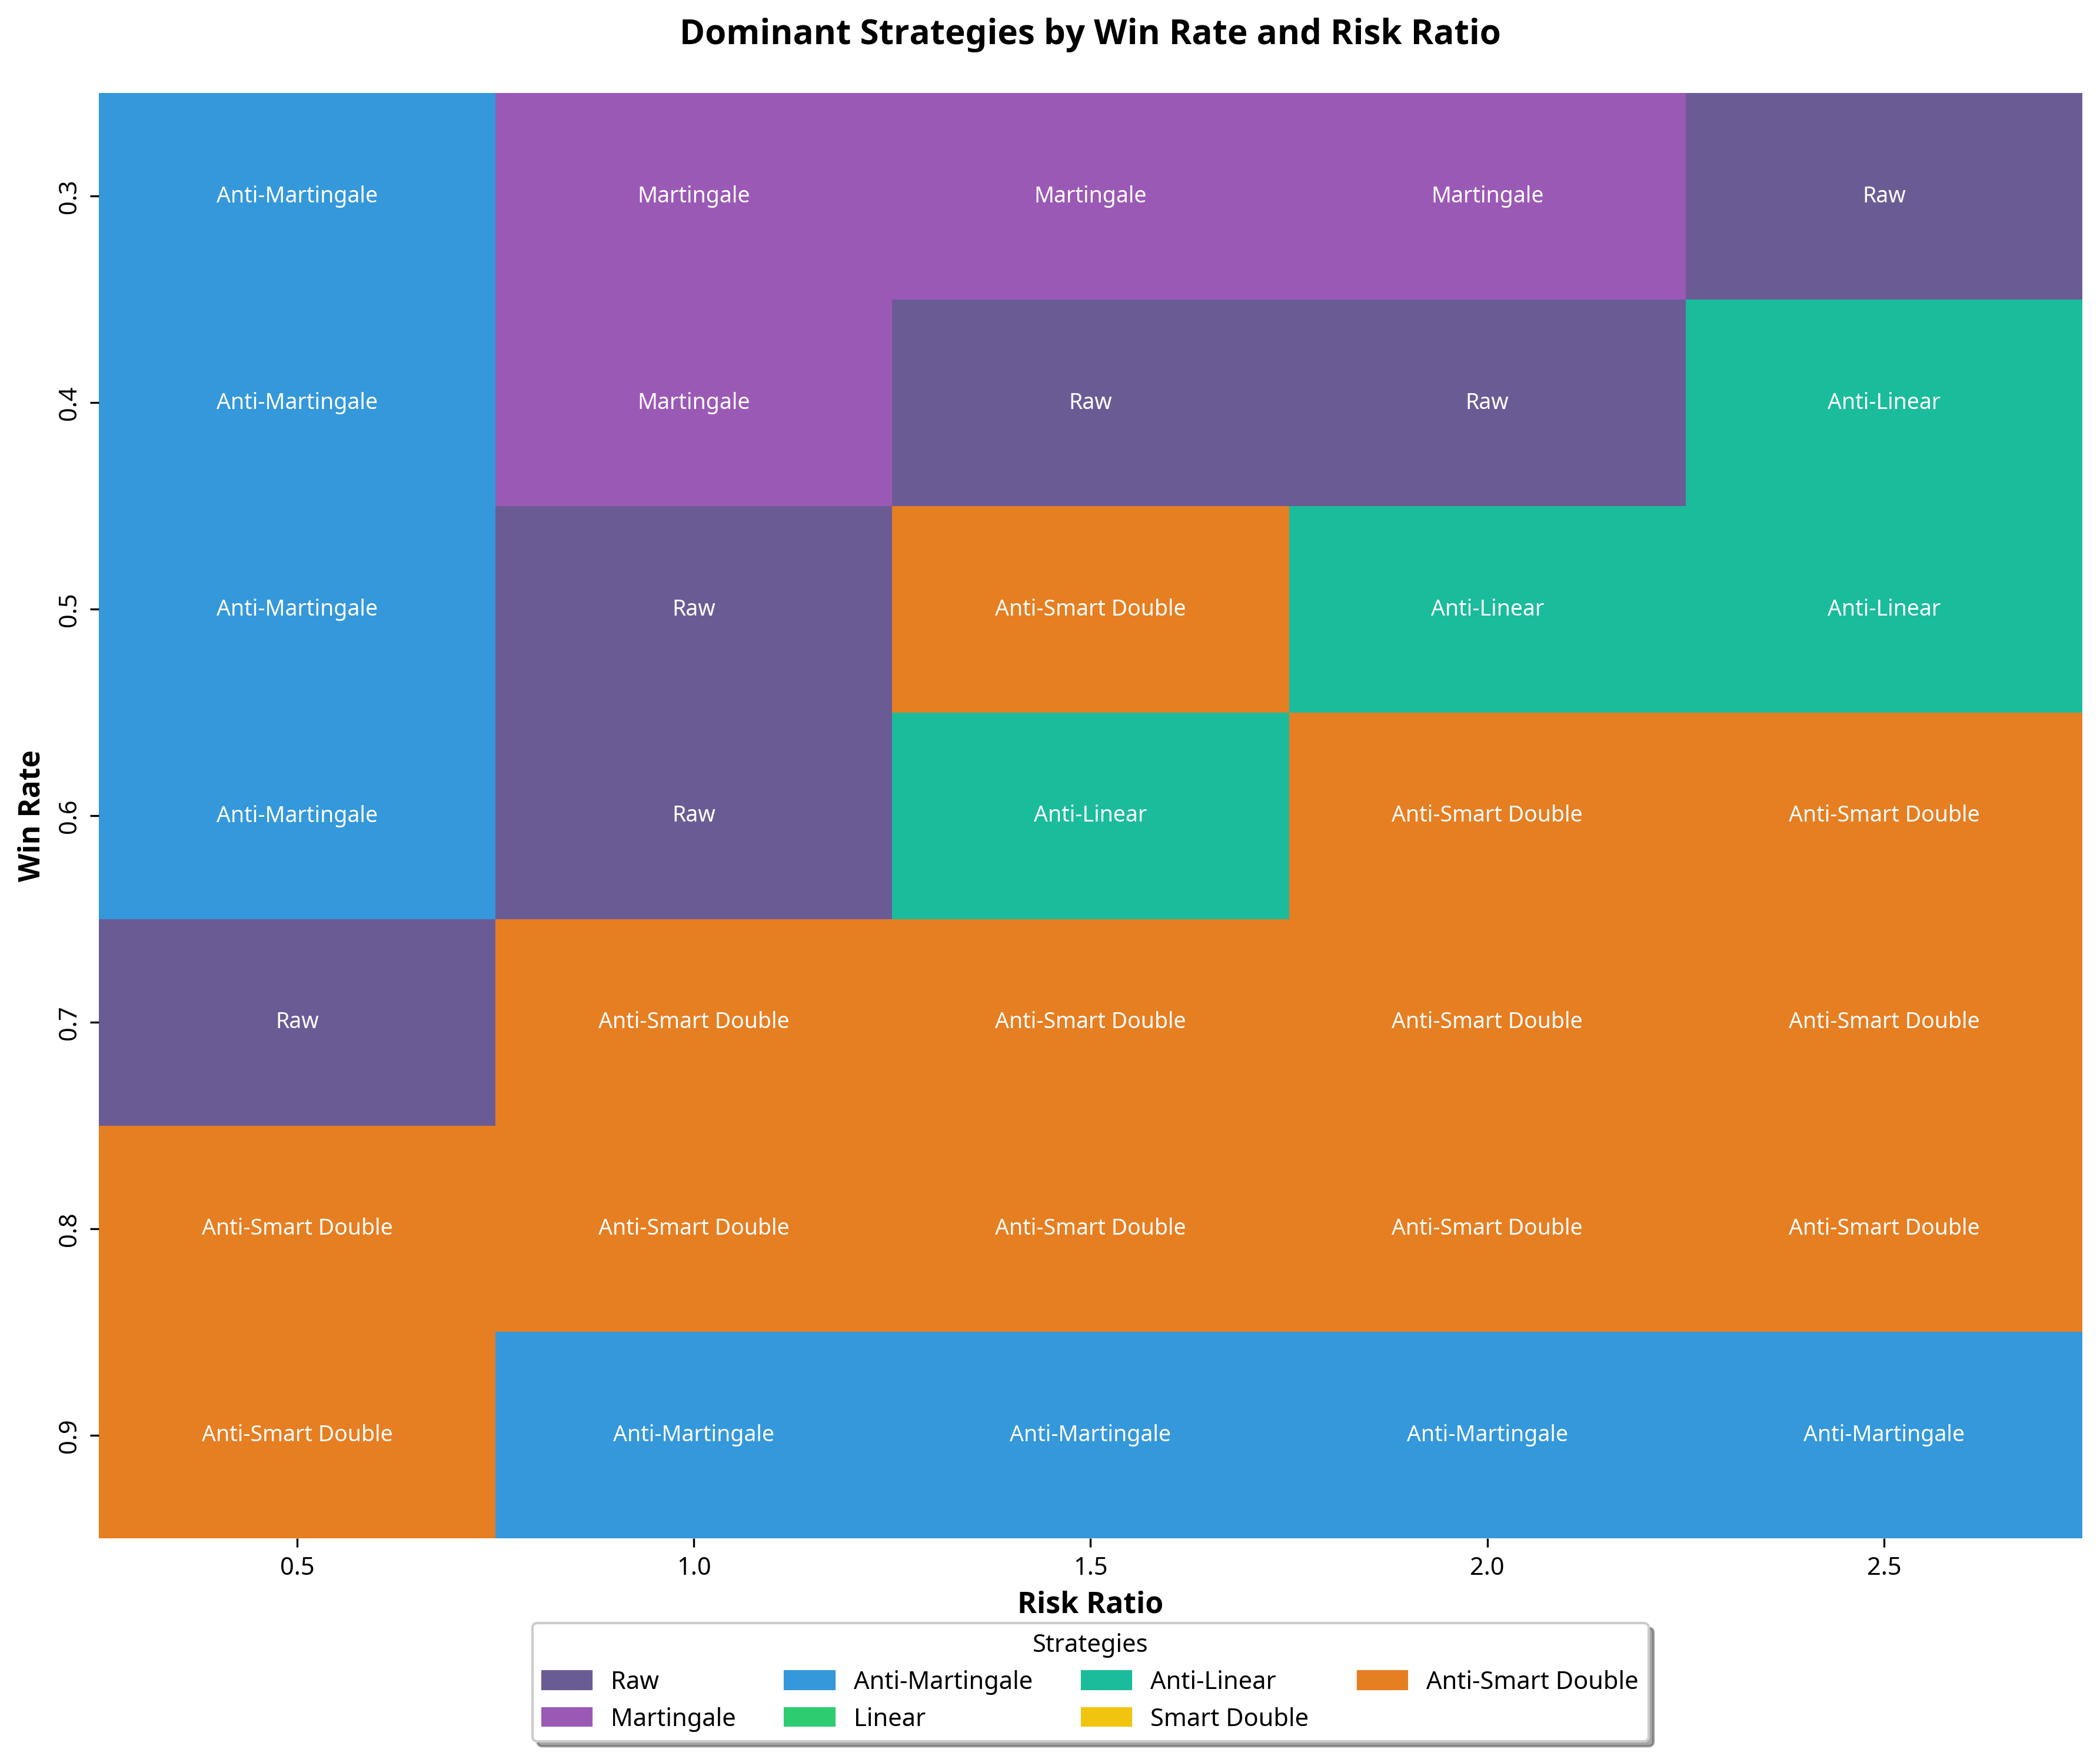 Dominant Strategies by Win Rate and Risk Ratio
Win Rate
0.3 Anti-Martingale Martingale Martingale Martingale Raw
0.4 Anti-Martingale Martingale Raw Raw Anti-Linear
0.5 Anti-Martingale Raw Anti-Smart Double Anti-Linear Anti-Linear
0.6 Anti-Martingale Raw Anti-Linear Anti-Smart Double Anti-Smart Double
0.7 Raw Anti-Smart Double Anti-Smart Double Anti-Smart Double Anti-Smart Double
0.8 Anti-Smart Double Anti-Smart Double Anti-Smart Double Anti-Smart Double Anti-Smart Double
0.9 Anti-Smart Double Anti-Martingale Anti-Martingale Anti-Martingale Anti-Martingale
0.5 1.0 1.5 2.0 2.5
Risk Ratio
Strategies
Raw Anti-Martingale Anti-Linear Anti-Smart Double
Martingale Linear Smart Double